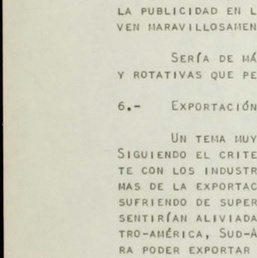 LA PUBLICIDAD EN L
VEN MARAVILLOSAMEN
SERÍA DE MÁ
Y ROTATIVAS QUE PE
6.- EXPORTACIÓN
UN TEMA MUY
SIGUIENDO EL CRITE
TE CON LOS INDUSTR
MAS DE LA EXPORTAC
SUFRIENDO DE SUPER
SENTIRÍAN ALIVIADA
TRO-AMÉRICA, SUD-A
RA PODER EXPORTAR